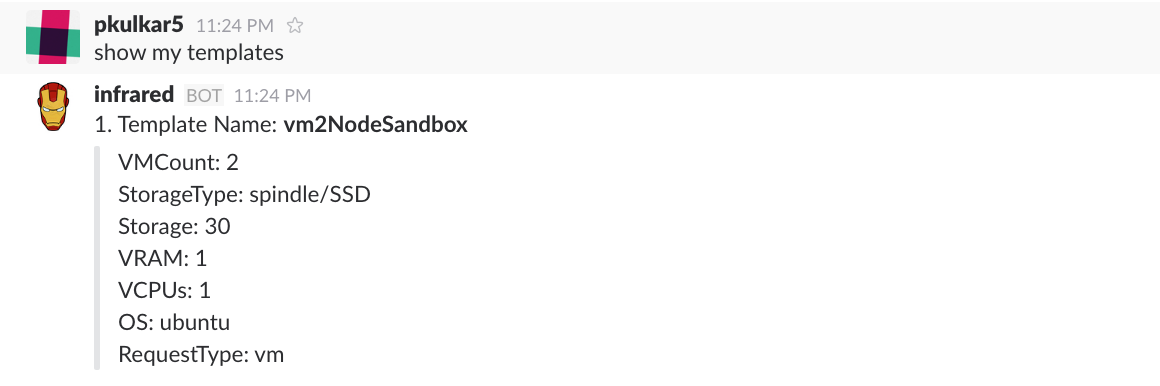 pkulkar5 11:24 PM
show my templates
infrared BOT 11:24 PM
1. Template Name: vm2NodeSandbox
VMCount: 2
StorageType: spindle/SSD
Storage: 30
VRAM: 1
VCPUs: 1
OS: ubuntu
RequestType: vm